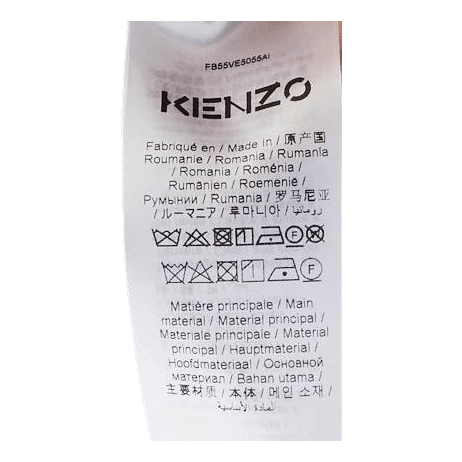 FB55VE5055AI
KENZO
Fabriqué en / Made in / 原产国
Roumanie / Romania / Rumanía
/ Romania / Roménia /
Rumänien / Roemenië /
Румынии / Rumania / 罗马尼亚
/ ルーマニア / 루마니아 / رومانيا
F
F
Matière principale / Main
material / Material principal /
Materiale principale / Material
principal / Hauptmaterial /
Hoofdmateriaal / Основной
материал / Bahan utama /
主要材质 / 本体 / 메인 소재 /
المادة الأساسية